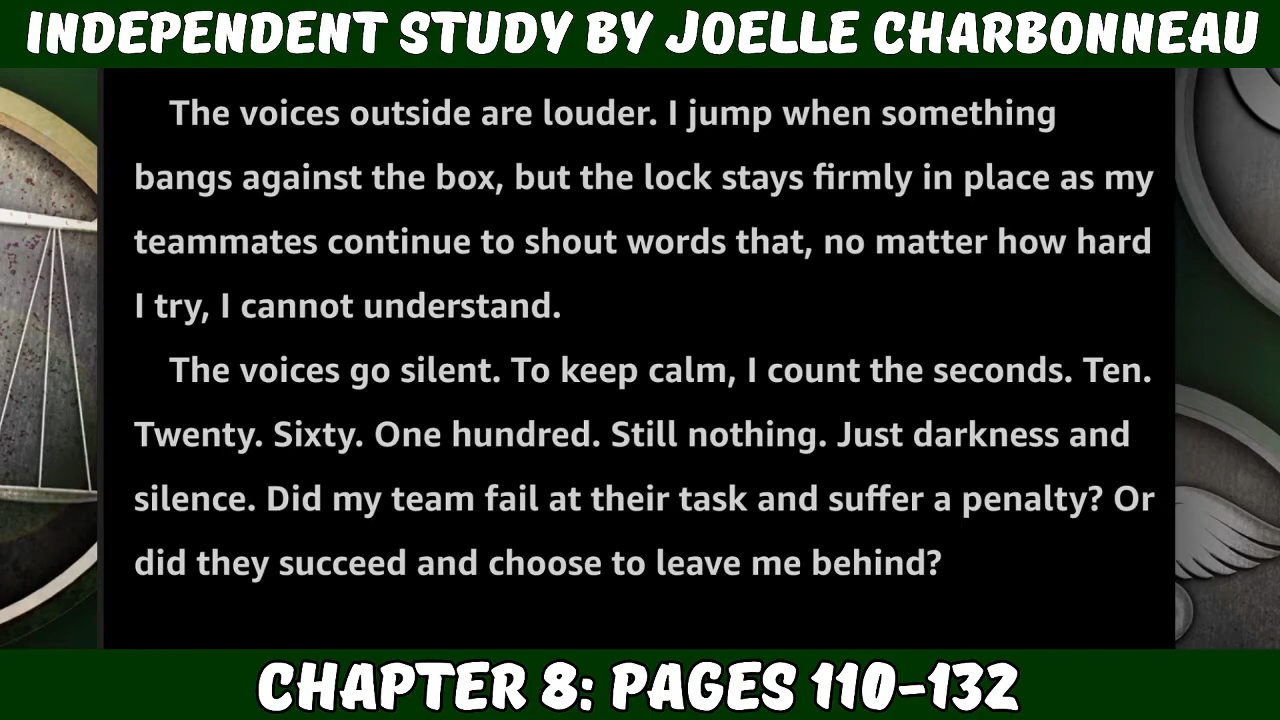 INDEPENDENT STUDY BY JOELLE CHARBONNEAU
The voices outside are louder. I jump when something
bangs against the box, but the lock stays firmly in place as my
teammates continue to shout words that, no matter how hard
I try, I cannot understand.
The voices go silent. To keep calm, I count the seconds. Ten.
Twenty. Sixty. One hundred. Still nothing. Just darkness and
silence. Did my team fail at their task and suffer a penalty? Or
did they succeed and choose to leave me behind?
CHAPTER 8: PAGES 110-132